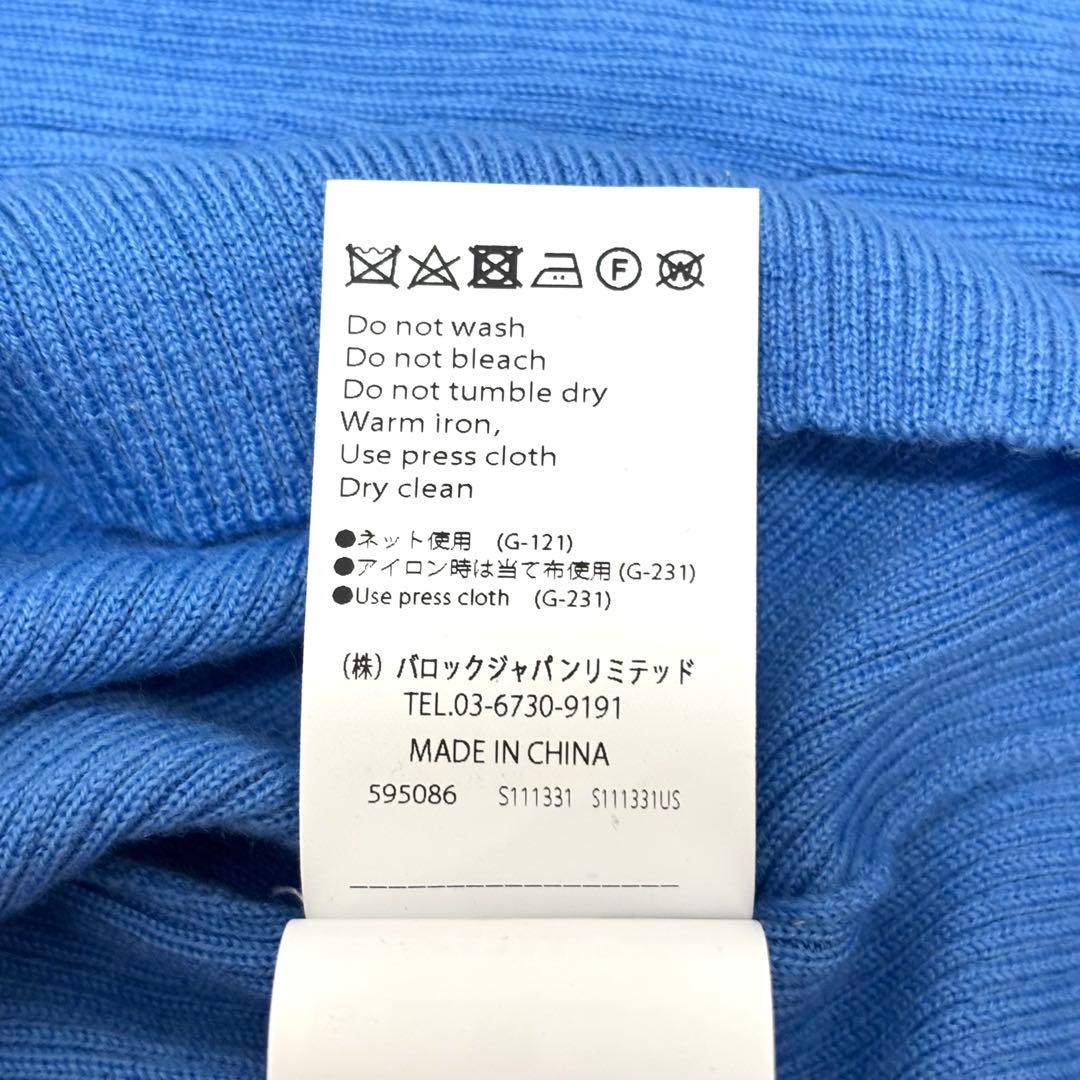 F W
Do not wash
Do not bleach
Do not tumble dry
Warm iron,
Use press cloth
Dry clean
●ネット使用 (G-121)
●アイロン時は当て布使用 (G-231)
●Use press cloth (G-231)
(株) バロックジャパンリミテッド
TEL.03-6730-9191
MADE IN CHINA
595086 S111331 S111331US